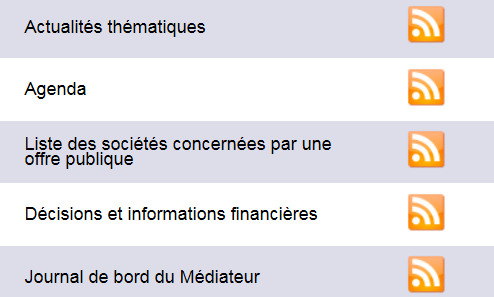 Actualités thématiques
Agenda
Liste des sociétés concernées par une
offre publique
Décisions et informations financières
Journal de bord du Médiateur